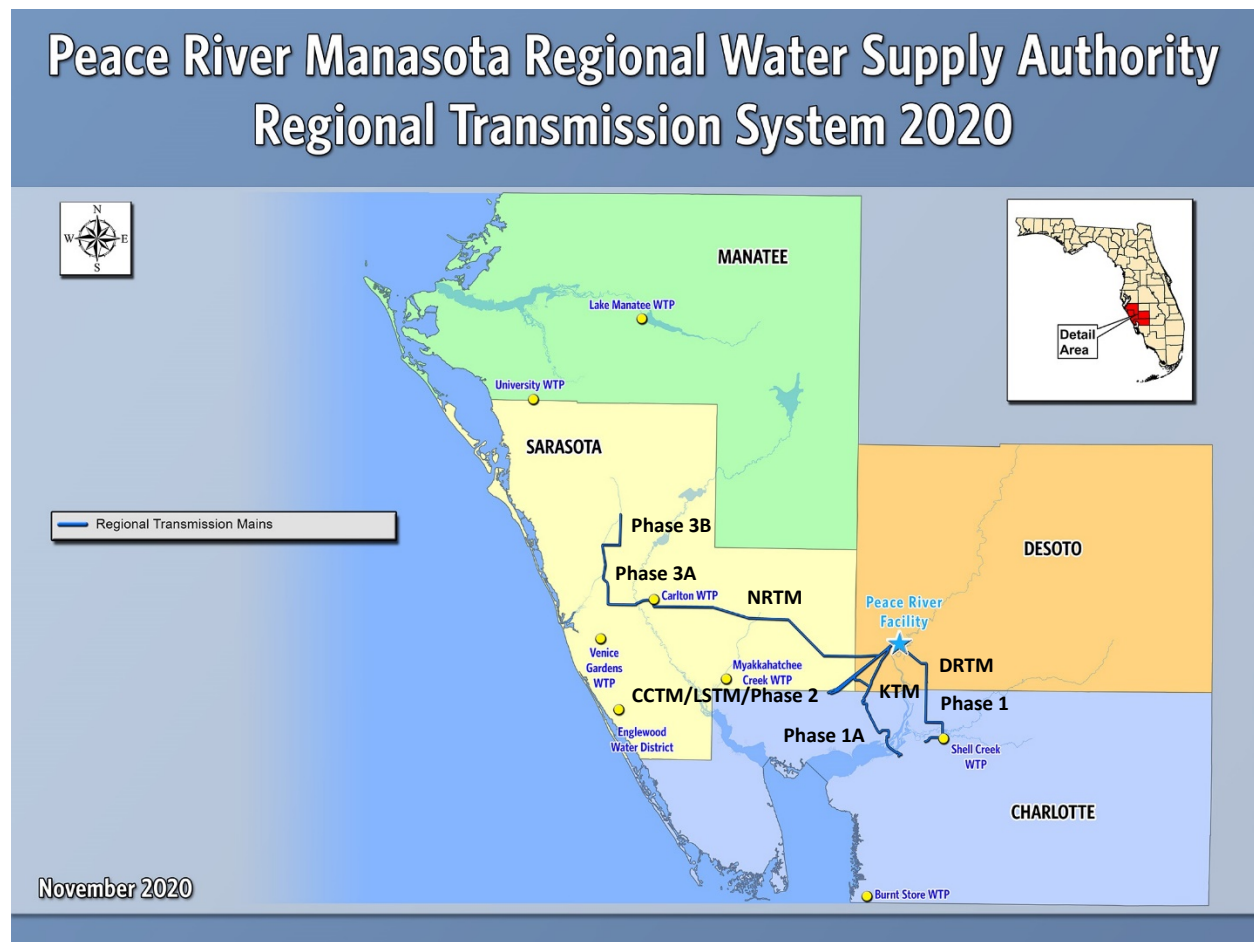 Peace River Manasota Regional Water Supply Authority
Regional Transmission System 2020
N
W E
S
MANATEE
Lake Manatee WTP
Detail
Area
University WTP
SARASOTA
Regional Transmission Mains
Phase 3B
DESOTO
Phase 3A
Carlton WTP
NRTM
Peace River
Facility
Venice
Gardens
WTP
Myakkahatchee
Creek WTP
DRTM
CCTM/LSTM/Phase 2
KTM
Phase 1
Englewood
Water District
Phase 1A
Shell Creek
WTP
CHARLOTTE
November 2020
Burnt Store WTP